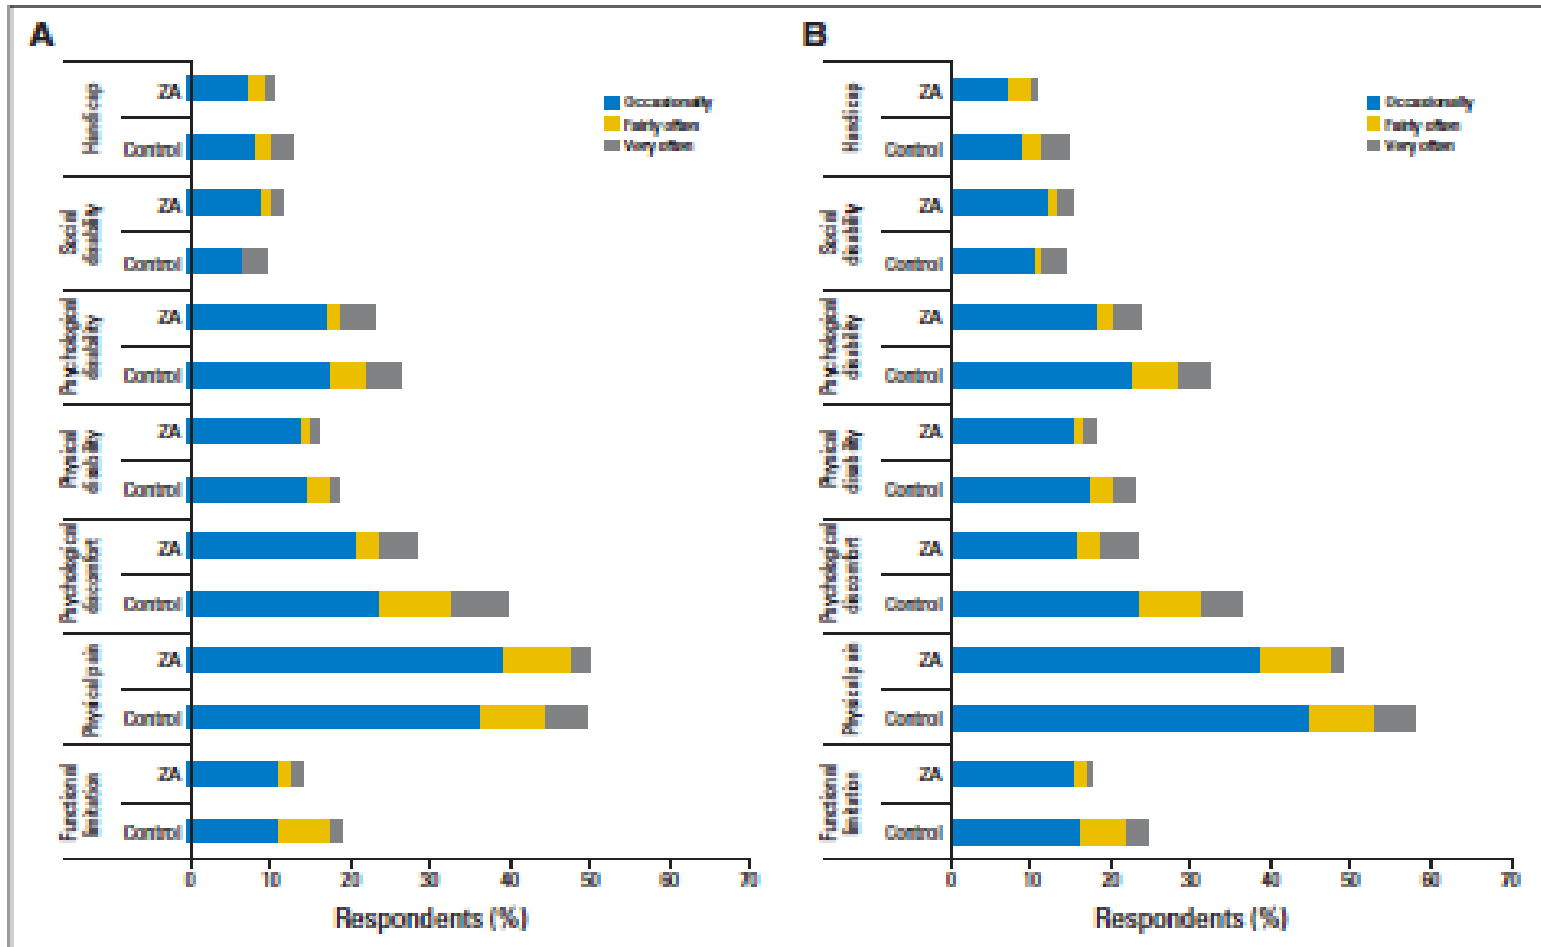 A
Handicap
ZA
Control
Social
disability
ZA
Control
Psychological
disability
ZA
Control
Physical
disability
ZA
Control
Psychological
discomfort
ZA
Control
Physical pain
ZA
Control
Functional
limitation
ZA
Control
Occasionally
Fairly often
Very often
0 10 20 30 40 50 60 70
Respondents (%)
B
Handicap
ZA
Control
Social
disability
ZA
Control
Psychological
disability
ZA
Control
Physical
disability
ZA
Control
Psychological
discomfort
ZA
Control
Physical pain
ZA
Control
Functional
limitation
ZA
Control
Occasionally
Fairly often
Very often
0 10 20 30 40 50 60 70
Respondents (%)